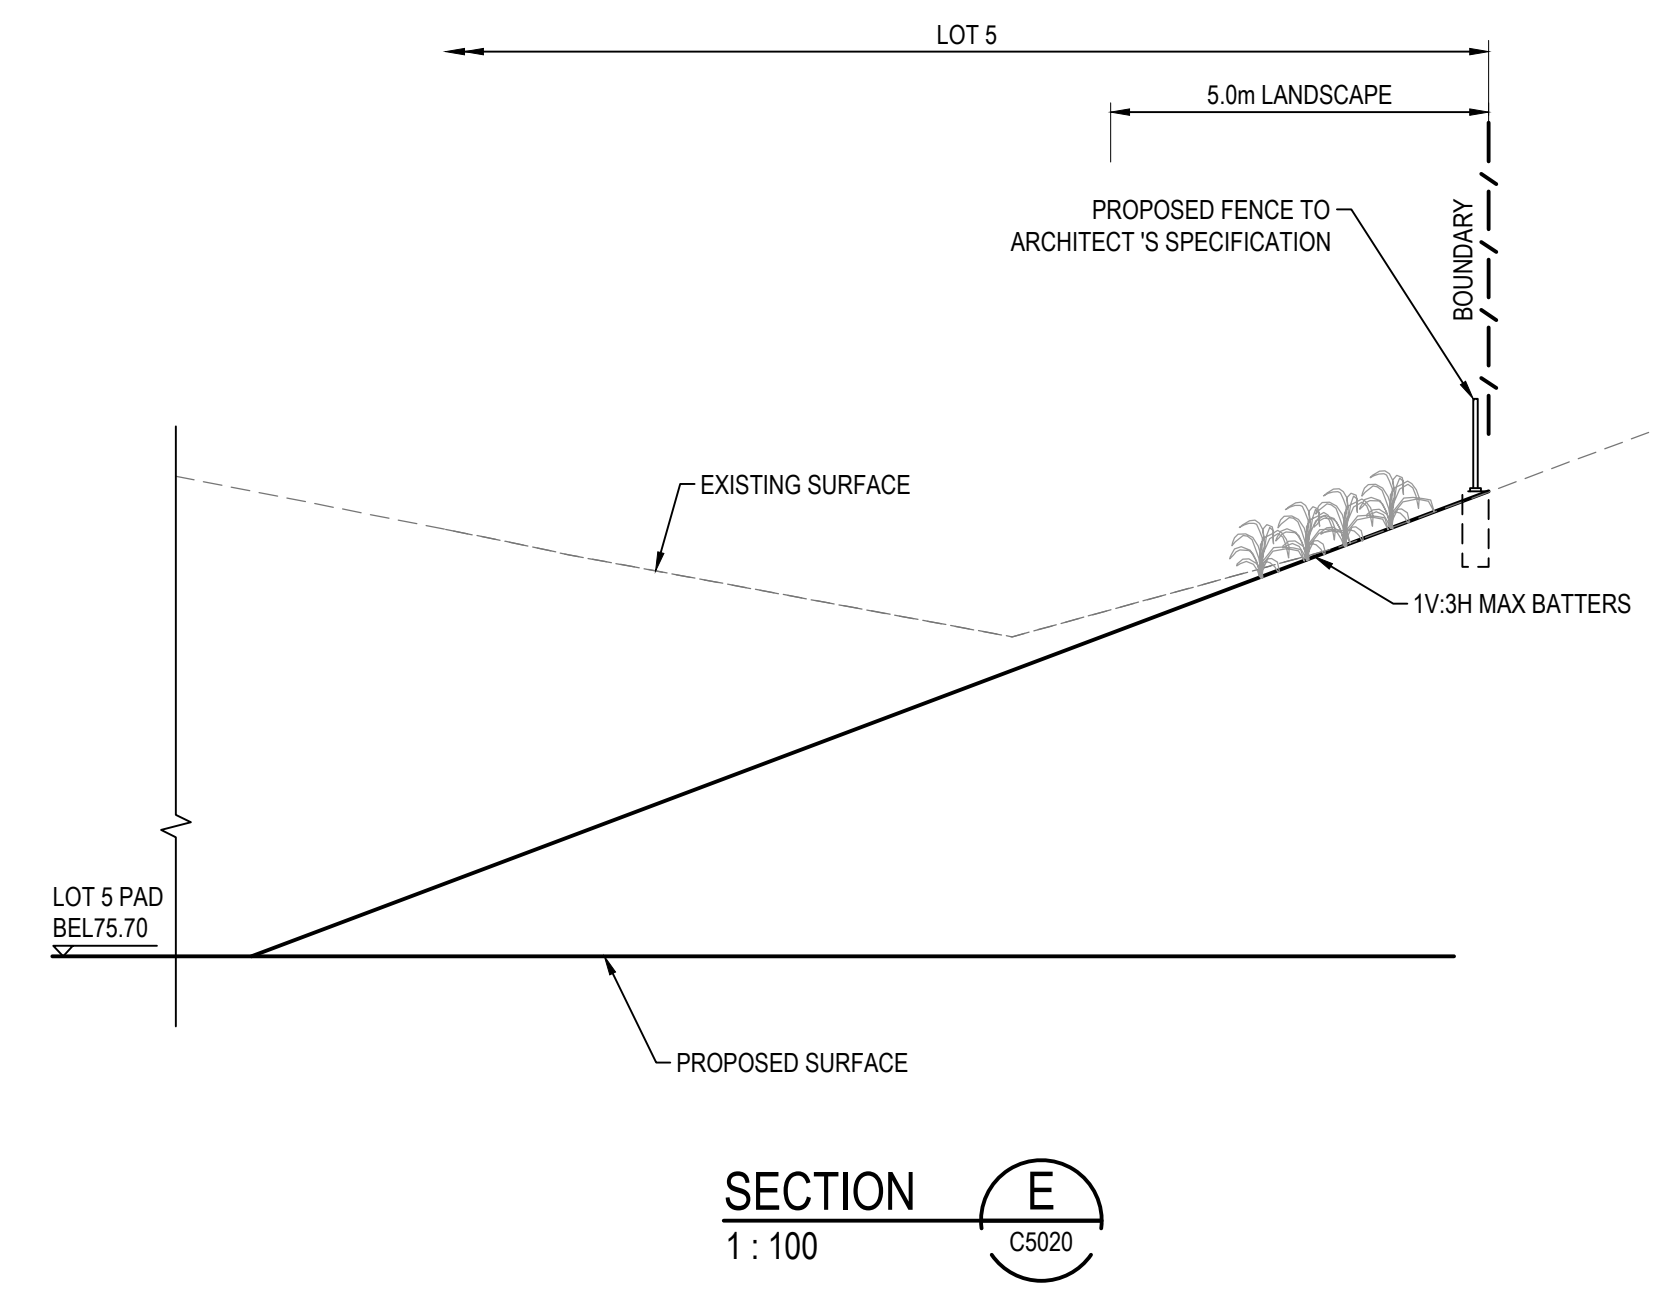 LOT 5
5.0m LANDSCAPE
PROPOSED FENCE TO
ARCHITECT 'S SPECIFICATION
BOUNDARY
EXISTING SURFACE
1V:3H MAX BATTERS
LOT 5 PAD
BEL75.70
PROPOSED SURFACE
SECTION
E
1 : 100
C5020